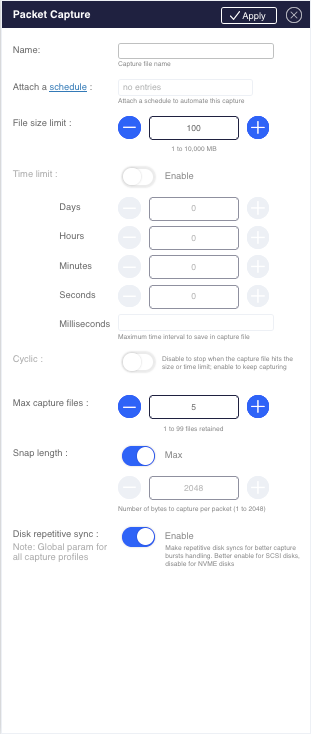 Packet Capture
Apply
Name:
Capture file name
Attach a schedule :
no entries
Attach a schedule to automate this capture
File size limit :
100
1 to 10,000 MB
Time limit :
Enable
Days
0
Hours
0
Minutes
0
Seconds
0
Milliseconds
Maximum time interval to save in capture file
Cyclic :
Disable to stop when the capture file hits the
size or time limit; enable to keep capturing
Max capture files :
5
1 to 99 files retained
Snap length :
Max
2048
Number of bytes to capture per packet (1 to 2048)
Disk repetitive sync :
Enable
Note: Global param for
all capture profiles
Make repetitive disk syncs for better capture
bursts handling. Better enable for SCSI disks,
disable for NVME disks